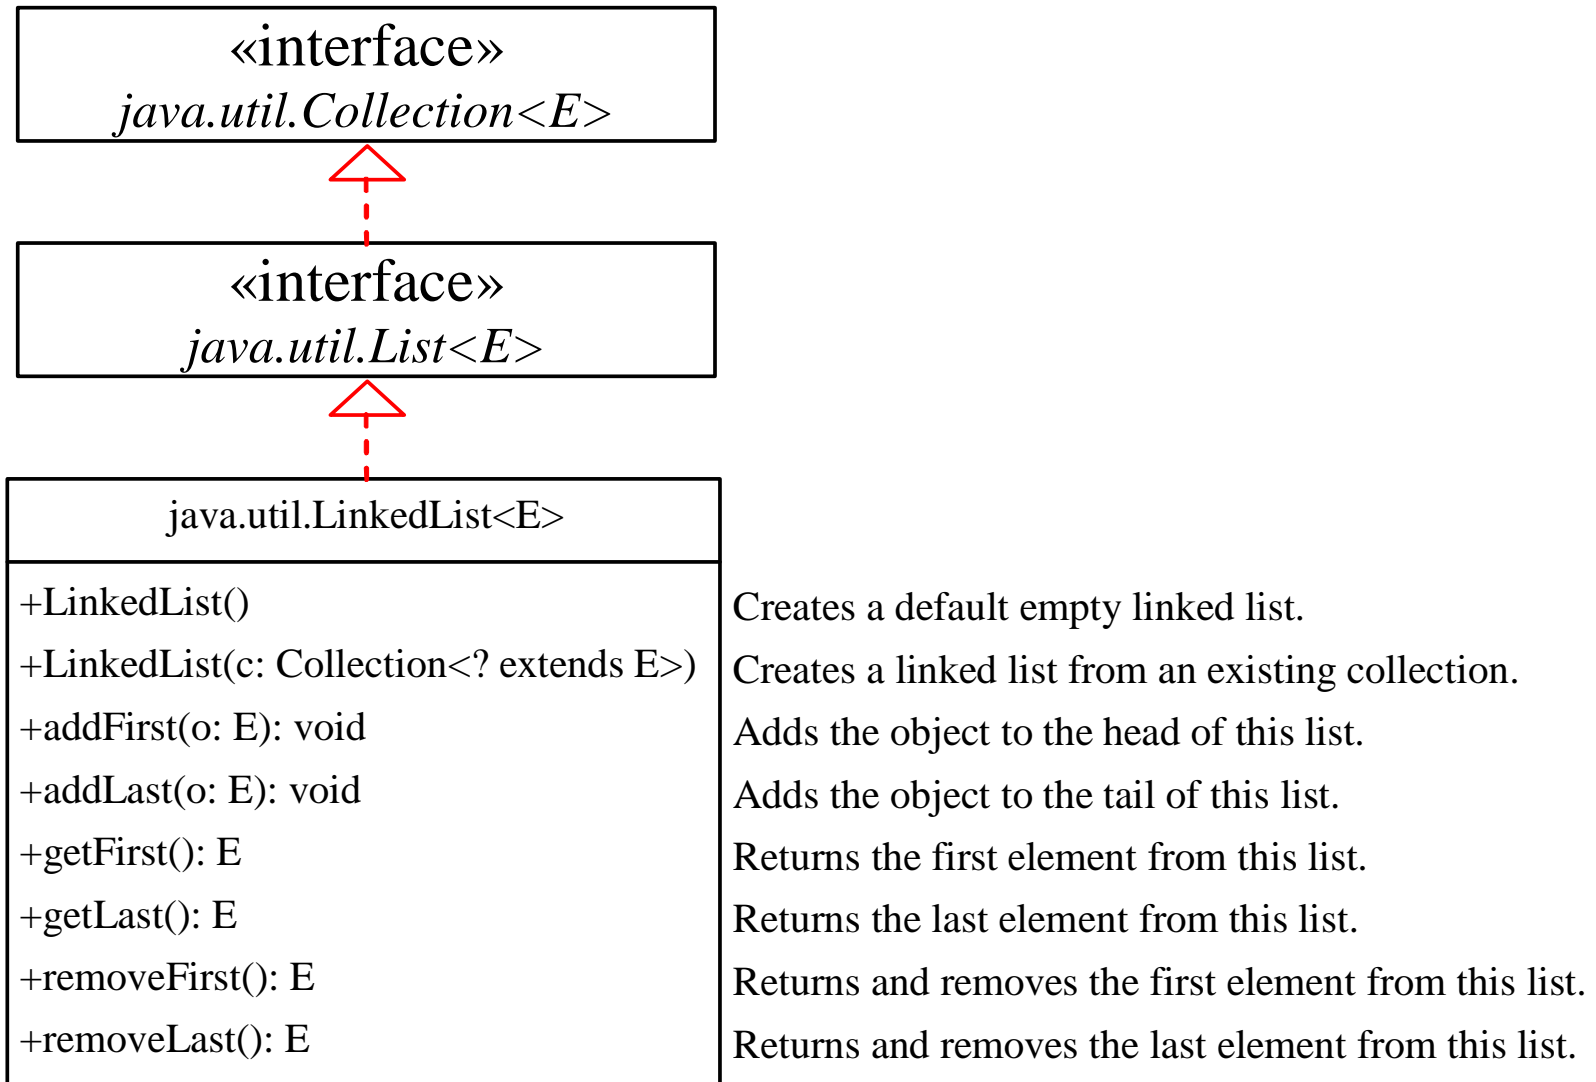 «interface»
java.util.Collection<E>
«interface»
java.util.List<E>
java.util.LinkedList<E>
+LinkedList()
Creates a default empty linked list.
+LinkedList(c: Collection<? extends E>)
Creates a linked list from an existing collection.
+addFirst(o: E): void
Adds the object to the head of this list.
+addLast(o: E): void
Adds the object to the tail of this list.
+getFirst(): E
Returns the first element from this list.
+getLast(): E
Returns the last element from this list.
+removeFirst(): E
Returns and removes the first element from this list.
+removeLast(): E
Returns and removes the last element from this list.